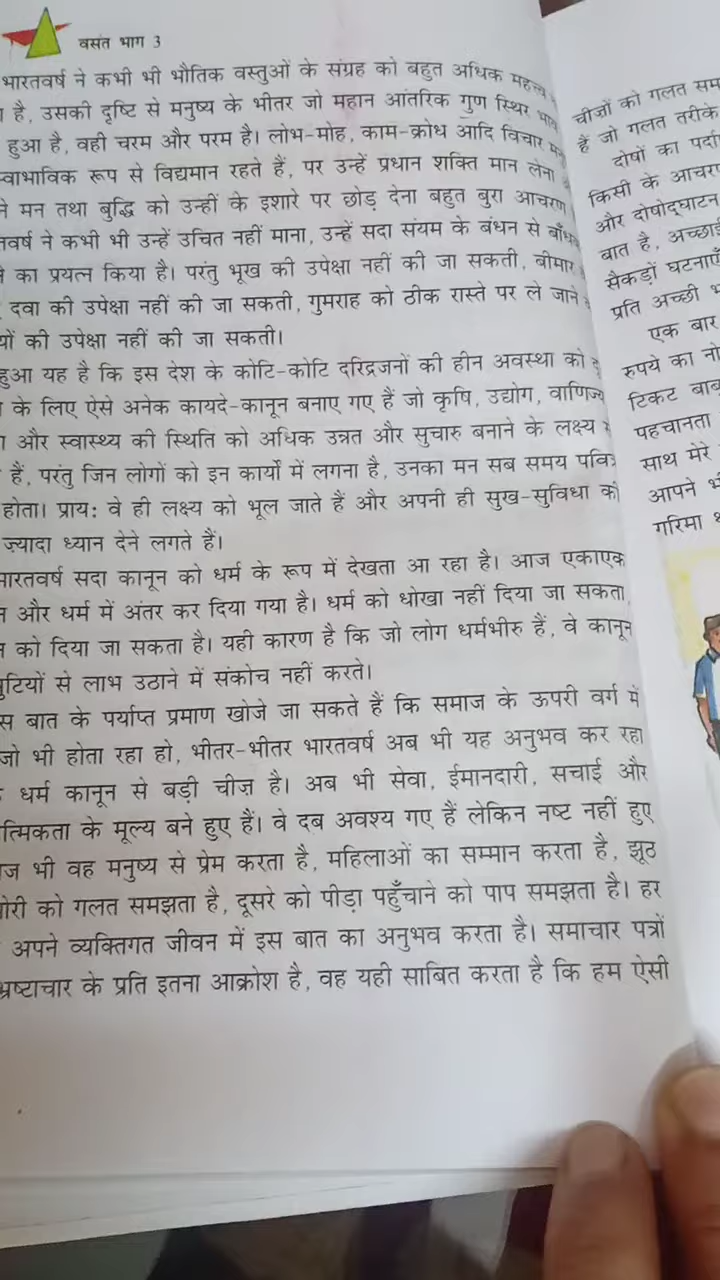 वसंत भाग 3
भारतवर्ष ने कभी भी भौतिक वस्तुओं के संग्रह को बहुत अधिक महत्त्व
है, उसकी दृष्टि से मनुष्य के भीतर जो महान आंतरिक गुण स्थिर भाव
हुआ है, वही चरम और परम है। लोभ-मोह, काम-क्रोध आदि विचार
स्वाभाविक रूप से विद्यमान रहते हैं, पर उन्हें प्रधान शक्ति मान लेना
मन तथा बुद्धि को उन्हीं के इशारे पर छोड़ देना बहुत बुरा आचरण
ने कभी भी उन्हें उचित नहीं माना, उन्हें सदा संयम के बंधन से
का प्रयत्न किया है। परंतु भूख की उपेक्षा नहीं की जा सकती, बीमार
दवा की उपेक्षा नहीं की जा सकती, गुमराह को ठीक रास्ते पर ले जाने
की उपेक्षा नहीं की जा सकती।
हुआ यह है कि इस देश के कोटि-कोटि दरिद्रजनों की हीन अवस्था को
के लिए ऐसे अनेक कायदे-कानून बनाए गए हैं जो कृषि, उद्योग, वाणिज्य
और स्वास्थ्य की स्थिति को अधिक उन्नत और सुचारु बनाने के लक्ष्य
हैं, परंतु जिन लोगों को इन कार्यों में लगना है, उनका मन सब समय पवित्र
होता। प्राय: वे ही लक्ष्य को भूल जाते हैं और अपनी ही सुख-सुविधा की
ज़्यादा ध्यान देने लगते हैं।
भारतवर्ष सदा कानून को धर्म के रूप में देखता आ रहा है। आज एकाएक
और धर्म में अंतर कर दिया गया है। धर्म को धोखा नहीं दिया जा सकता,
को दिया जा सकता है। यही कारण है कि जो लोग धर्मभीरु हैं, वे कानून
से लाभ उठाने में संकोच नहीं करते।
बात के पर्याप्त प्रमाण खोजे जा सकते हैं कि समाज के ऊपरी वर्ग में
जो भी होता रहा हो, भीतर-भीतर भारतवर्ष अब भी यह अनुभव कर रहा
धर्म कानून से बड़ी चीज़ है। अब भी सेवा, ईमानदारी, सचाई और
के मूल्य बने हुए हैं। वे दब अवश्य गए हैं लेकिन नष्ट नहीं हुए
भी वह मनुष्य से प्रेम करता है, महिलाओं का सम्मान करता है, झूठ
को गलत समझता है, दूसरे को पीड़ा पहुँचाने को पाप समझता है। हर
अपने व्यक्तिगत जीवन में इस बात का अनुभव करता है। समाचार पत्रों
भ्रष्टाचार के प्रति इतना आक्रोश है, वह यही साबित करता है कि हम ऐसी
चीज़ों को गलत
हैं जो गलत तरीके
दोषों का
किसी के
और दोषोद्घाटन
बात है,
सैकड़ों घटनाएँ
प्रति अच्छी
एक बार
रुपये का
टिकट बाबू
पहचानता
साथ मेरे
आपने
गरिमा